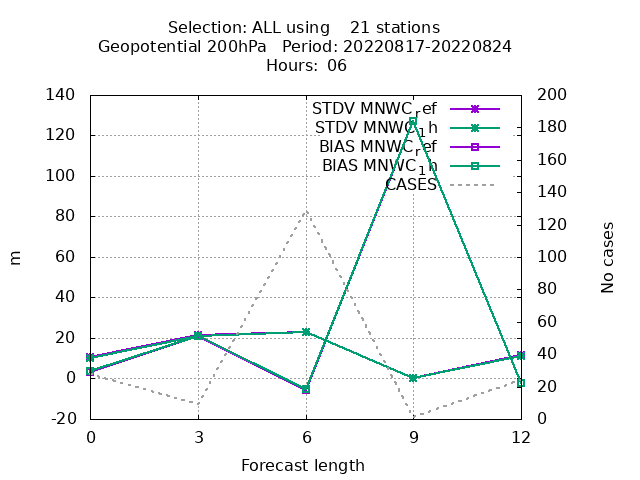 Selection: ALL using 21 stations
Geopotential 200hPa Period: 20220817-20220824
Hours: 06
140
120
100
80
60
40
20
0
-20
m
200
180
160
140
120
100
80
60
40
20
0
No cases
STDV MNWC_ref
STDV MNWC_1h
BIAS MNWC_ref
BIAS MNWC_1h
CASES
0 3 6 9 12
Forecast length